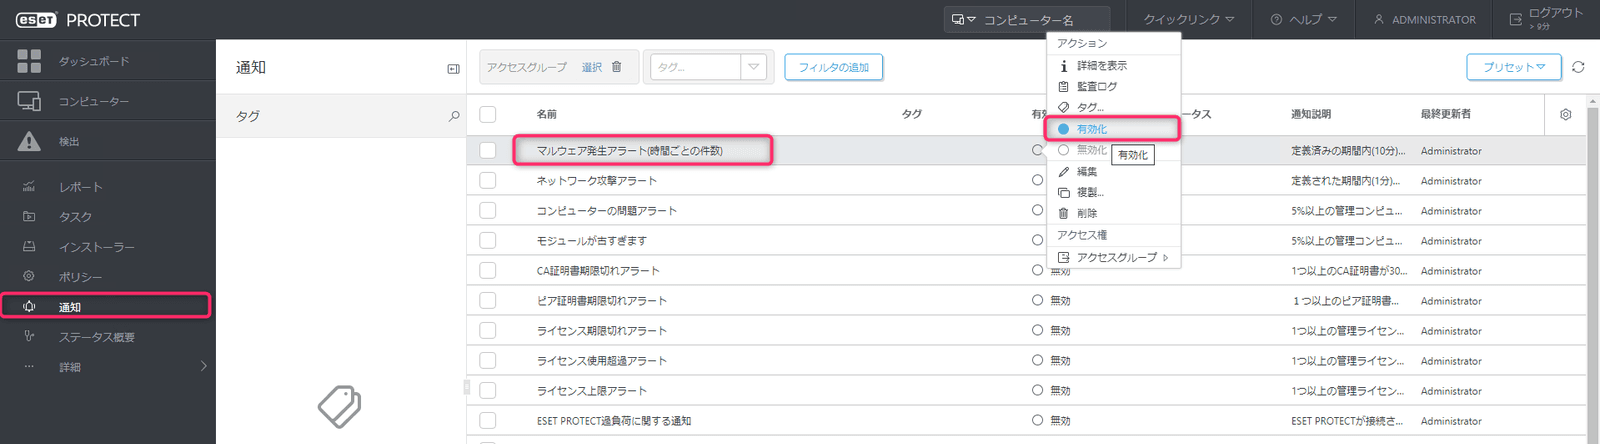 eseT PROTECT
コンピューター名
クイックリンク
ヘルプ
ADMINISTRATOR
ログアウト
> 9分
ダッシュボード
コンピューター
検出
レポート
タスク
インストーラー
ポリシー
通知
ステータス概要
詳細
通知
タグ
アクセスグループ 選択
タグ...
フィルタの追加
プリセット
名前 タグ 有効 ータス 通知説明 最終更新者
マルウェア発生アラート(時間ごとの件数) 定義済みの期間内(10分)... Administrator
ネットワーク攻撃アラート 定義された期間内(1分)... Administrator
コンピューターの問題アラート 5%以上の管理コンピュ... Administrator
モジュールが古すぎます 5%以上の管理コンピュ... Administrator
CA証明書期限切れアラート 無効 1つ以上のCA証明書が30... Administrator
ピア証明書期限切れアラート 無効 1つ以上のピア証明書... Administrator
ライセンス期限切れアラート 無効 1つ以上の管理ライセン... Administrator
ライセンス使用超過アラート 無効 1つ以上の管理ライセン... Administrator
ライセンス上限アラート 無効 1つ以上の管理ライセン... Administrator
ESET PROTECT過負荷に関する通知 無効 ESET PROTECTが接続さ... Administrator
アクション
詳細を表示
監査ログ
タグ...
有効化
無効化
有効化
編集
複製...
削除
アクセス権
アクセスグループ